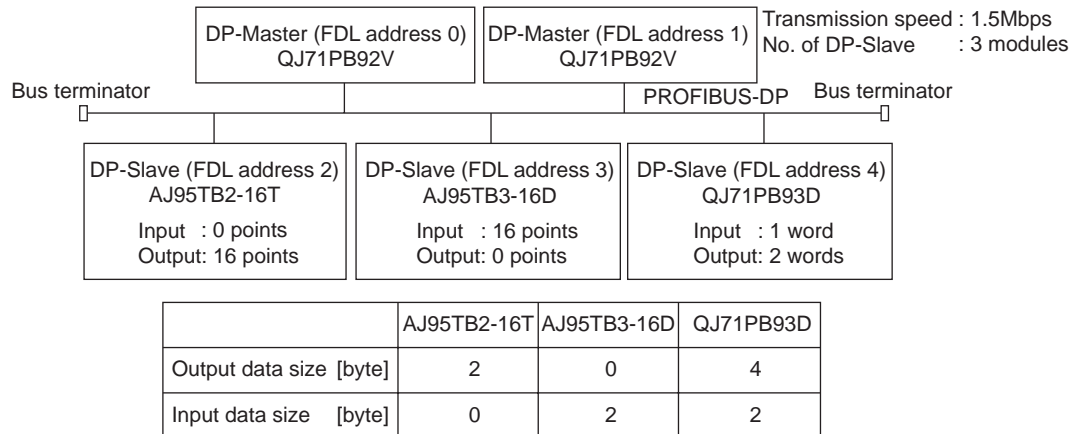 DP-Master (FDL address 0)
QJ71PB92V
DP-Master (FDL address 1)
QJ71PB92V
Transmission speed : 1.5Mbps
No. of DP-Slave : 3 modules
Bus terminator
PROFIBUS-DP
Bus terminator
DP-Slave (FDL address 2)
AJ95TB2-16T
Input : 0 points
Output: 16 points
DP-Slave (FDL address 3)
AJ95TB3-16D
Input : 16 points
Output: 0 points
DP-Slave (FDL address 4)
QJ71PB93D
Input : 1 word
Output: 2 words
AJ95TB2-16T AJ95TB3-16D QJ71PB93D
Output data size [byte] 2 0 4
Input data size [byte] 0 2 2